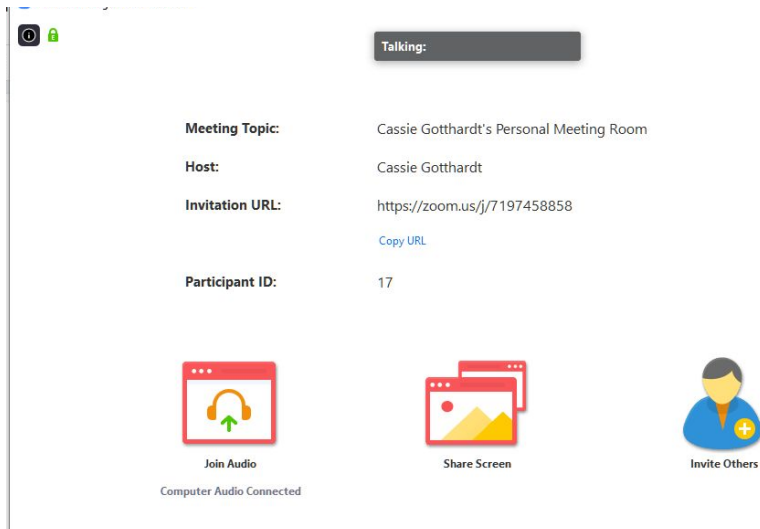 Talking:
Meeting Topic: Cassie Gotthardt's Personal Meeting Room
Host: Cassie Gotthardt
Invitation URL: https://zoom.us/j/7197458858
Copy URL
Participant ID: 17
Join Audio Share Screen Invite Others
Computer Audio Connected